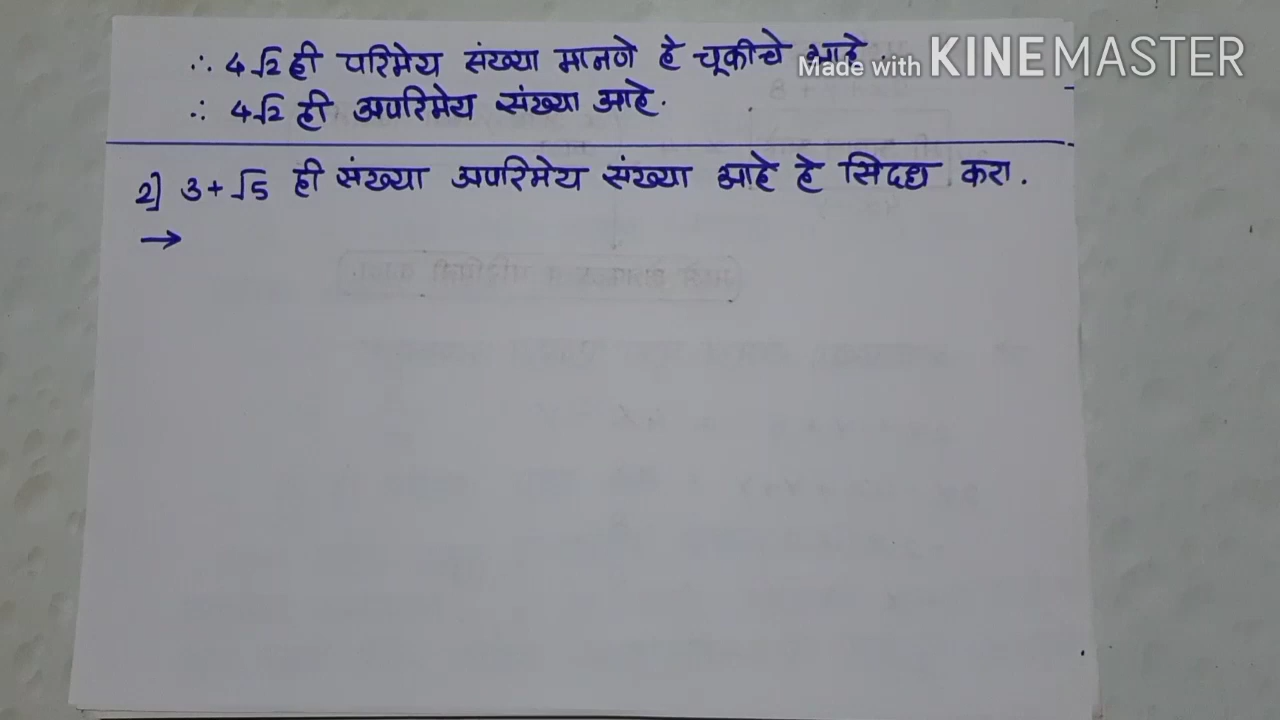 ∴ 4√2 ही परिमेय संख्या मानणे हे चूकीचे आहे
Made with KINEMASTER
∴ 4√2 ही अपरिमेय संख्या आहे.
2] 3+√5 ही संख्या अपरिमेय संख्या आहे हे सिद्ध करा.
→